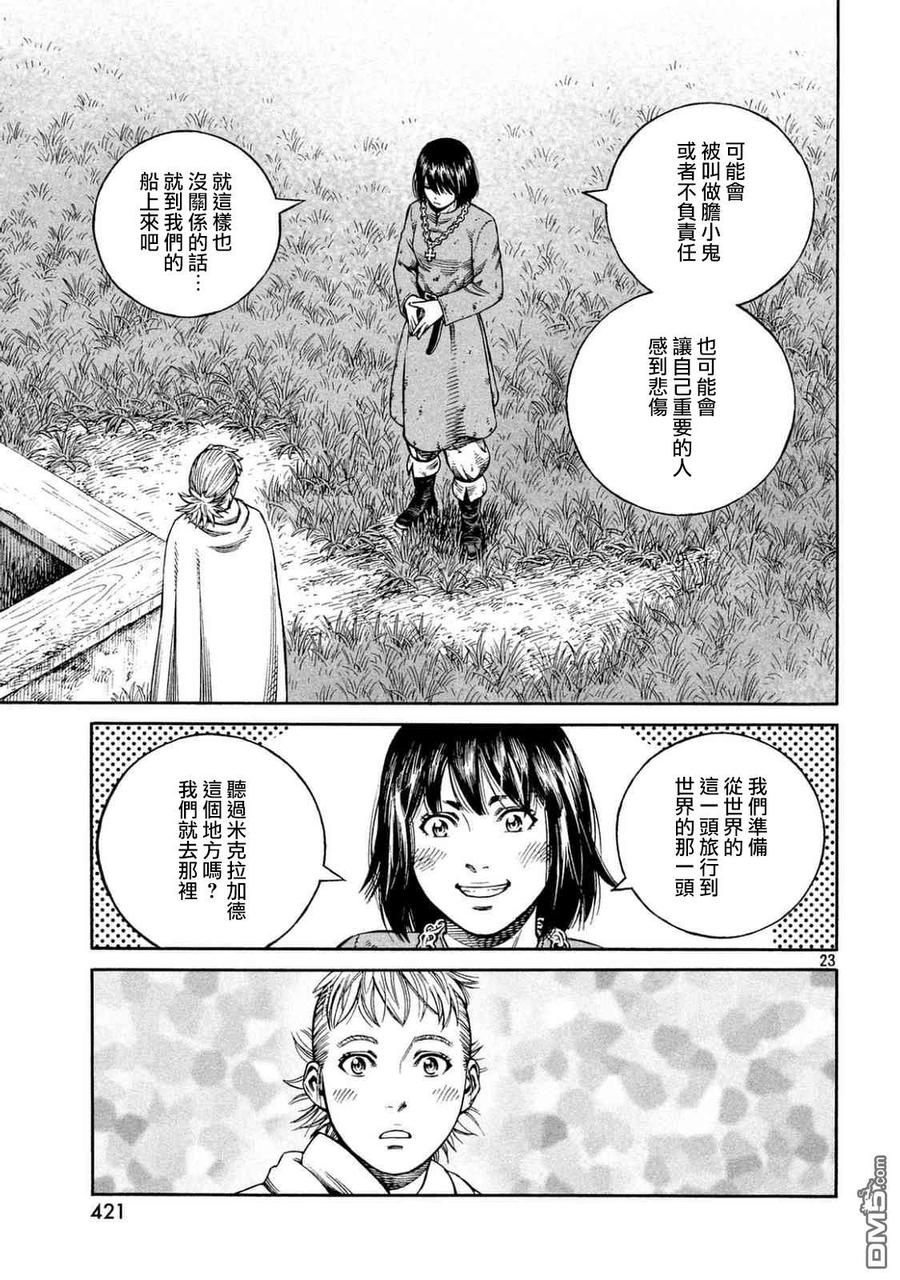 可能會
被叫做膽小鬼
或者不負責任
也可能會
讓自己重要的人
感到悲傷
就這樣也
沒關係的話…
就到我們的
船上來吧
我們準備
從世界的
這一頭旅行到
世界的那一頭
聽過米克拉加德
這個地方嗎？
我們就去那裡
23
421
DM5.com